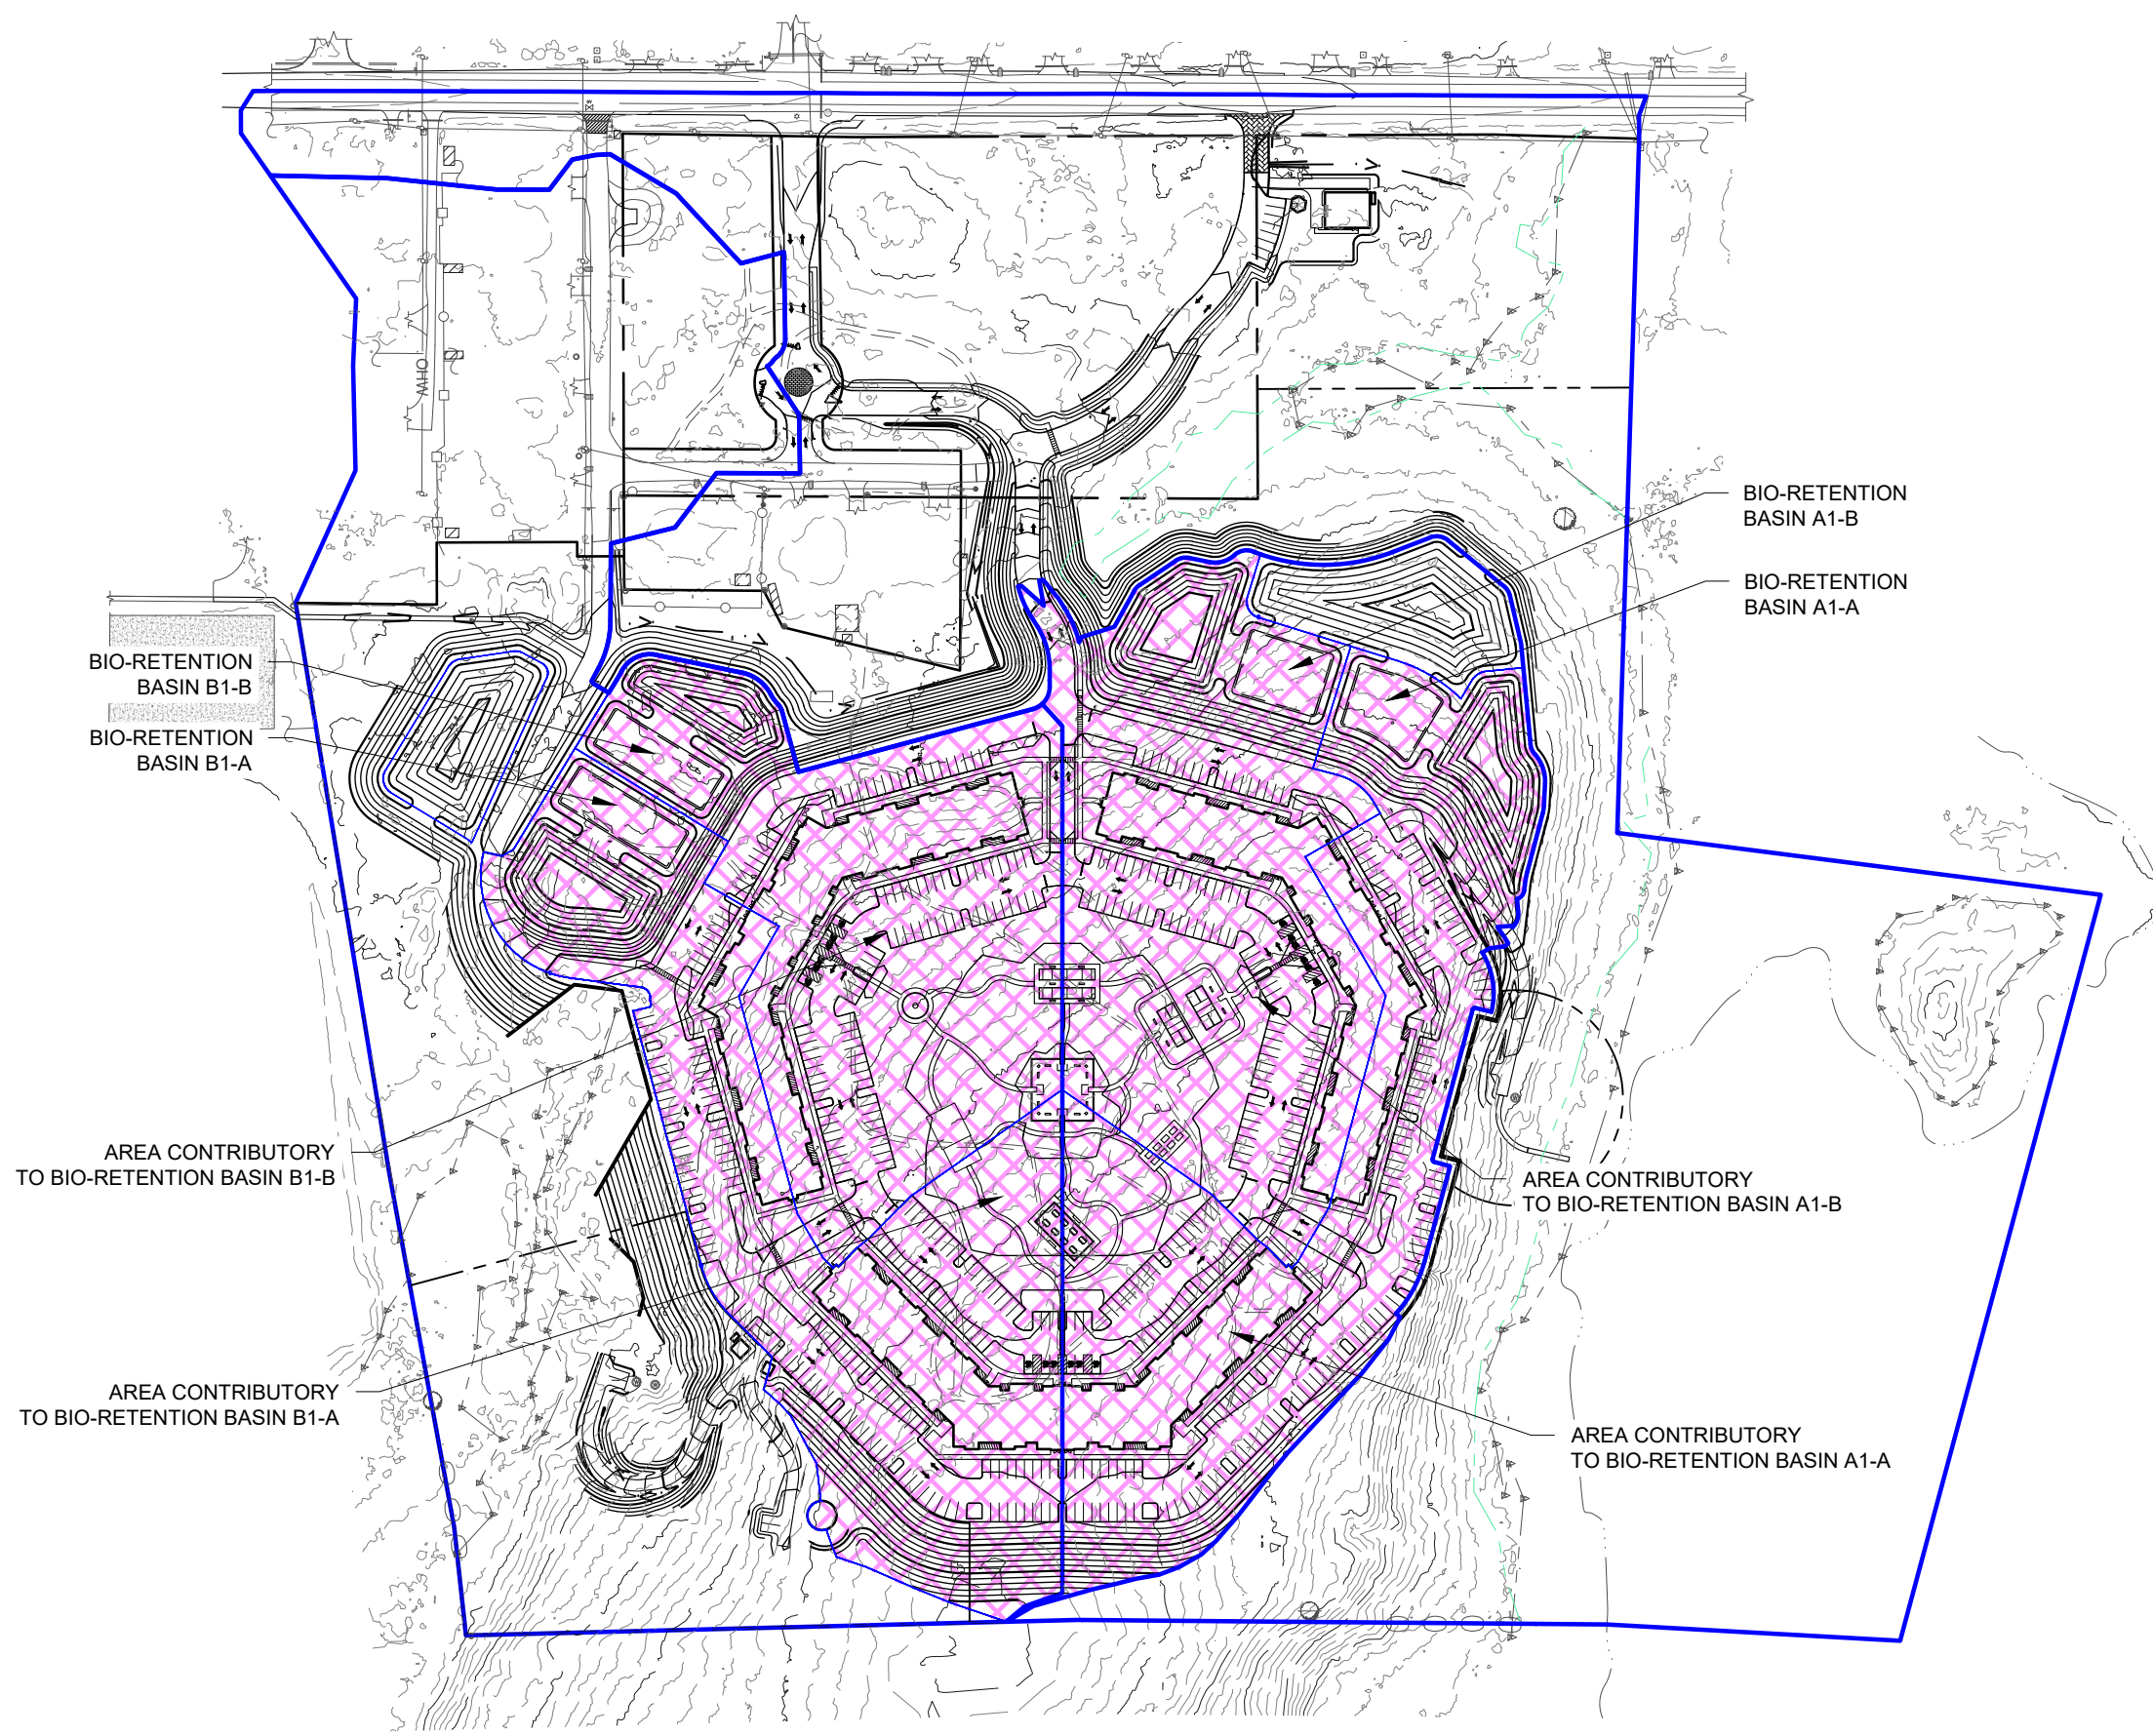 OHW
BIO-RETENTION
BASIN A1-B
BIO-RETENTION
BASIN A1-A
BIO-RETENTION
BASIN B1-B
BIO-RETENTION
BASIN B1-A
AREA CONTRIBUTORY
TO BIO-RETENTION BASIN B1-B
AREA CONTRIBUTORY
TO BIO-RETENTION BASIN A1-B
AREA CONTRIBUTORY
TO BIO-RETENTION BASIN B1-A
AREA CONTRIBUTORY
TO BIO-RETENTION BASIN A1-A